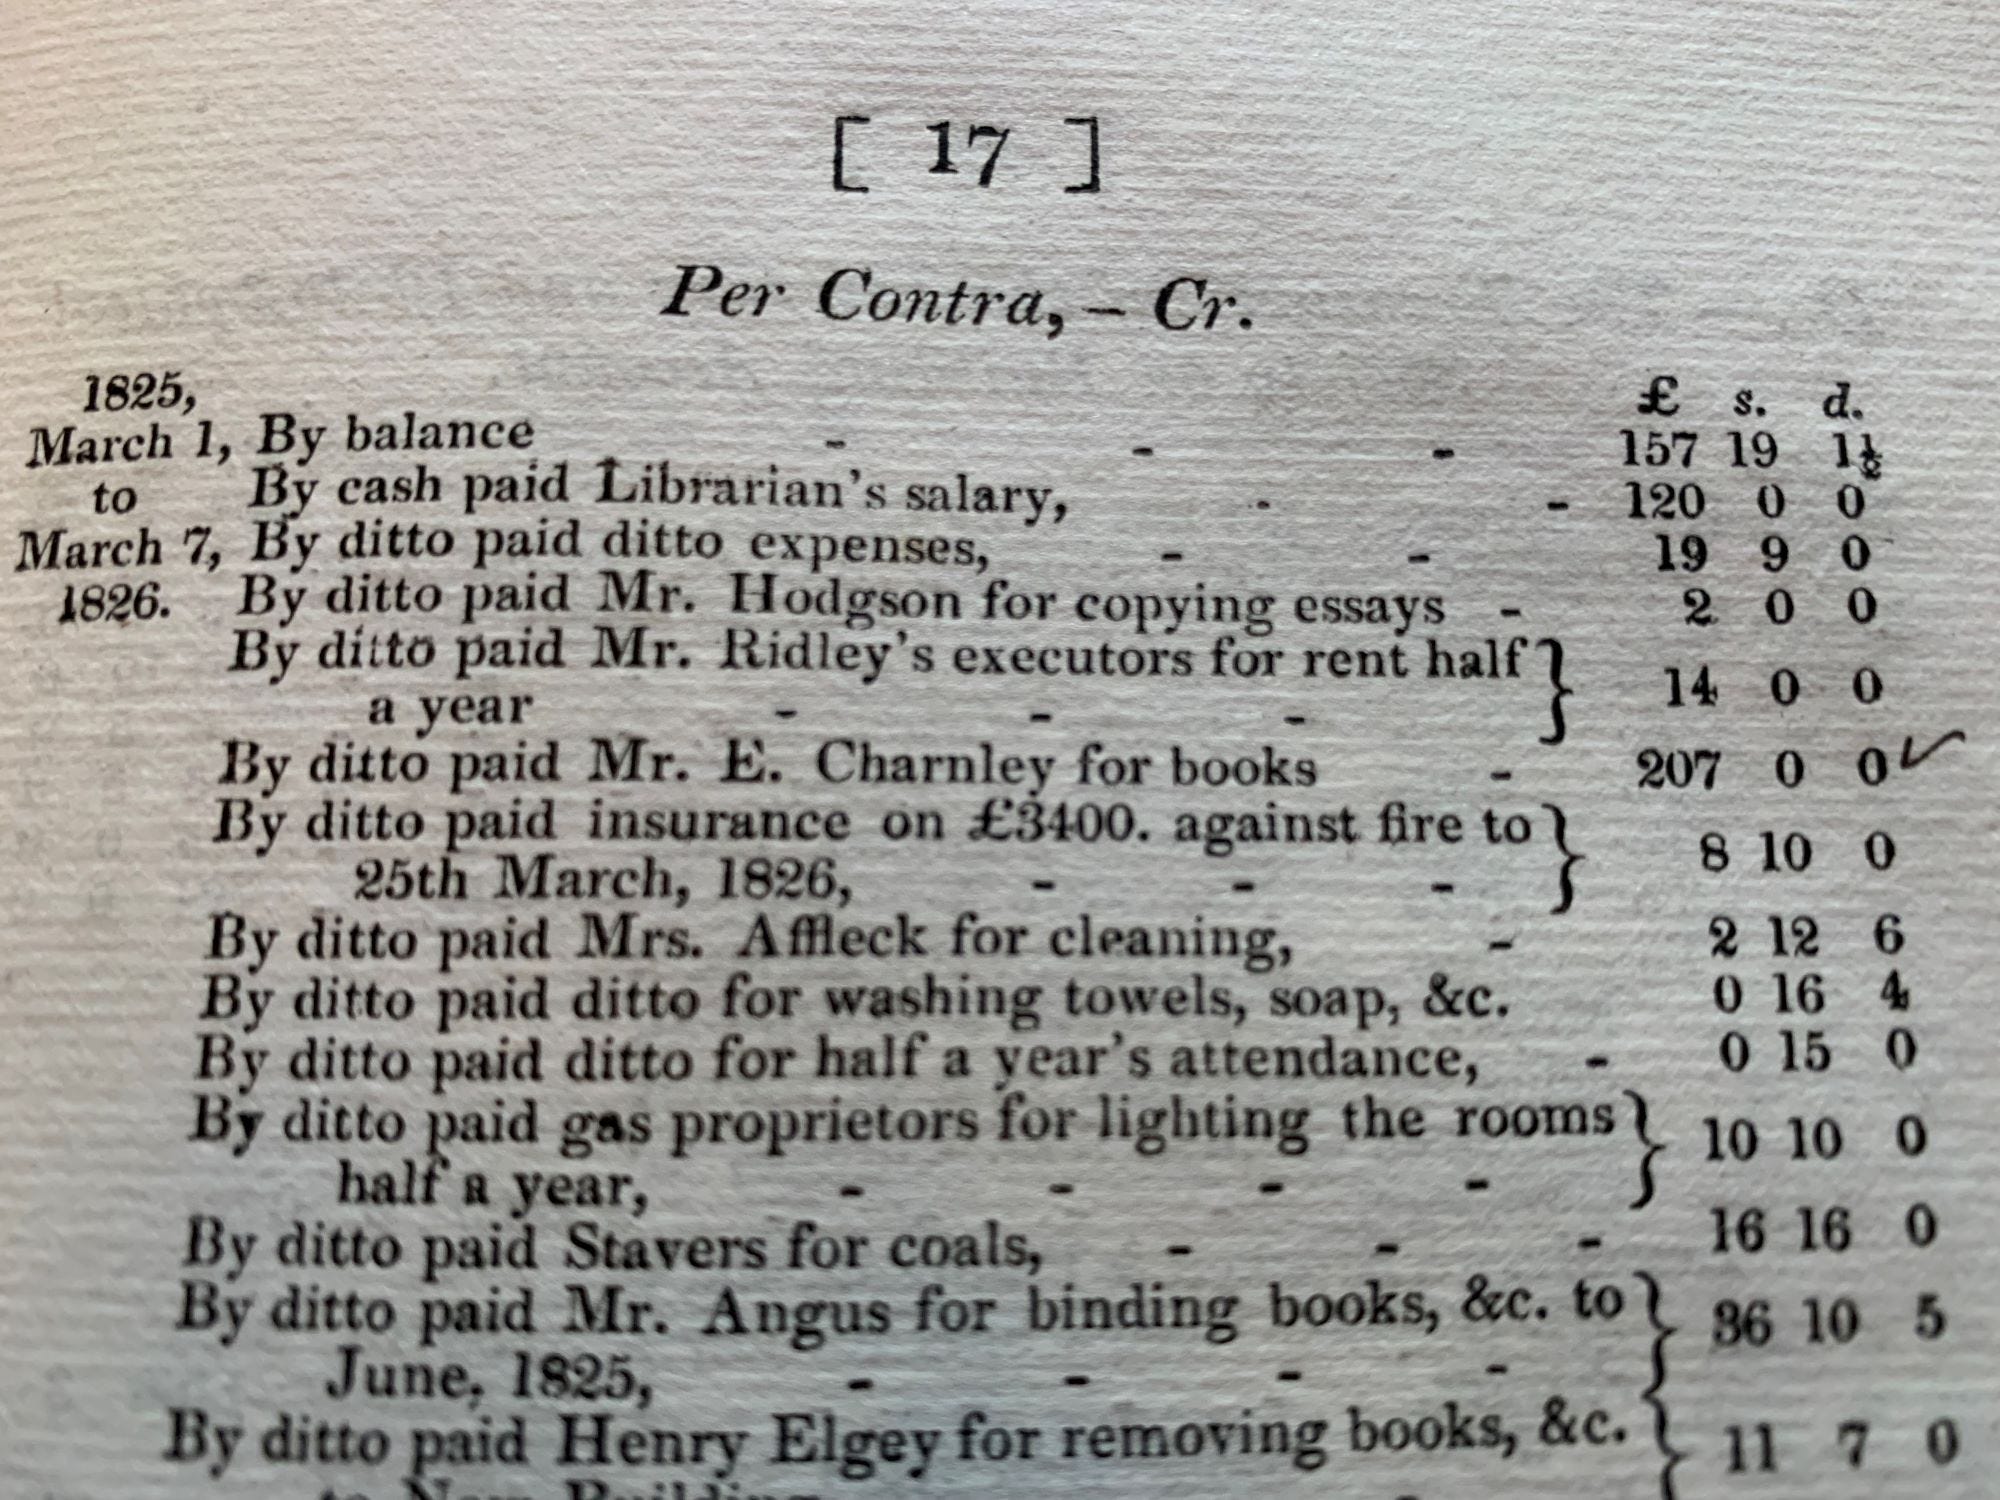 [ 17 ]
Per Contra, – Cr.
1825, £ s. d.
March 1, By balance - - - 157 19 1½
to By cash paid Librarian's salary, - - 120 0 0
March 7, By ditto paid ditto expenses, - - 19 9 0
1826. By ditto paid Mr. Hodgson for copying essays - 2 0 0
By ditto paid Mr. Ridley's executors for rent half
a year - - - } 14 0 0
By ditto paid Mr. E. Charnley for books - 207 0 0 ✓
By ditto paid insurance on £3400. against fire to
25th March, 1826, - - - } 8 10 0
By ditto paid Mrs. Affleck for cleaning, - 2 12 6
By ditto paid ditto for washing towels, soap, &c. 0 16 4
By ditto paid ditto for half a year's attendance, - 0 15 0
By ditto paid gas proprietors for lighting the rooms
half a year, - - - - } 10 10 0
By ditto paid Stavers for coals, - - - 16 16 0
By ditto paid Mr. Angus for binding books, &c. to
June, 1825, - - - - } 36 10 5
By ditto paid Henry Elgey for removing books, &c. } 11 7 0
to New Building